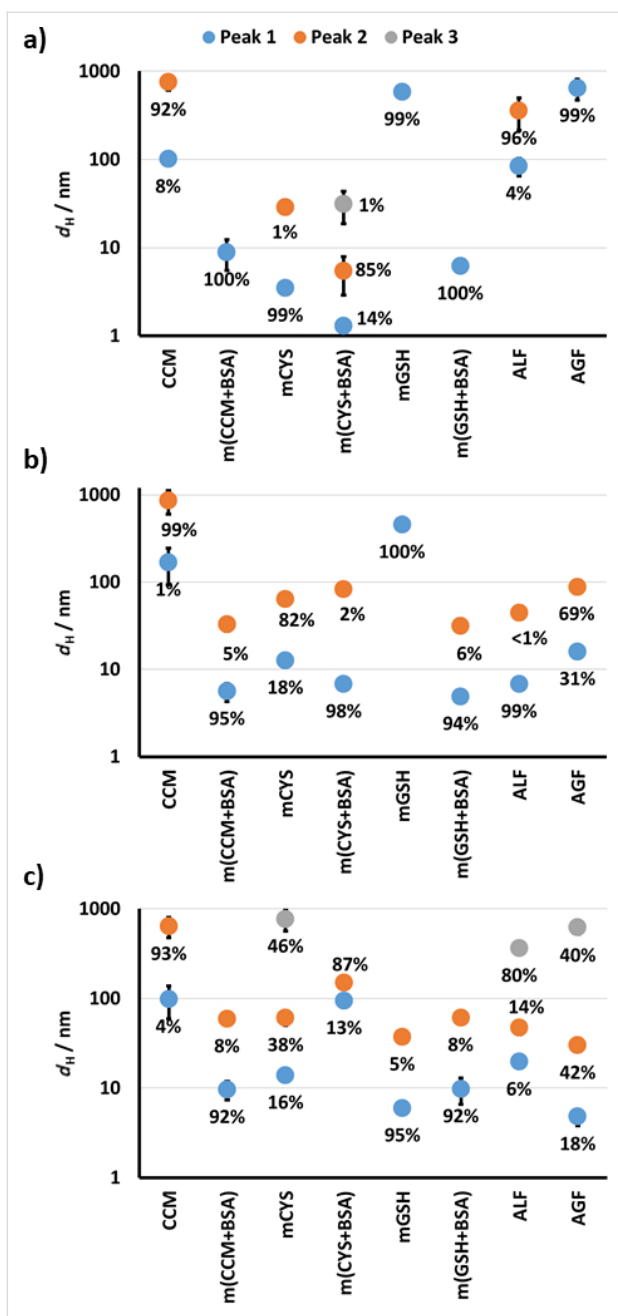 a)
Peak 1 Peak 2 Peak 3
1000
100
10
1
d_H / nm
92%
8%
100%
1%
99%
1%
85%
14%
99%
100%
96%
4%
99%
CCM
m(CCM+BSA)
mCYS
m(CYS+BSA)
mGSH
m(GSH+BSA)
ALF
AGF
b)
1000
100
10
1
d_H / nm
99%
1%
5%
95%
82%
18%
2%
98%
100%
6%
94%
<1%
99%
69%
31%
CCM
m(CCM+BSA)
mCYS
m(CYS+BSA)
mGSH
m(GSH+BSA)
ALF
AGF
c)
1000
100
10
1
d_H / nm
93%
4%
8%
92%
46%
38%
16%
87%
13%
5%
95%
8%
92%
80%
14%
6%
40%
42%
18%
CCM
m(CCM+BSA)
mCYS
m(CYS+BSA)
mGSH
m(GSH+BSA)
ALF
AGF